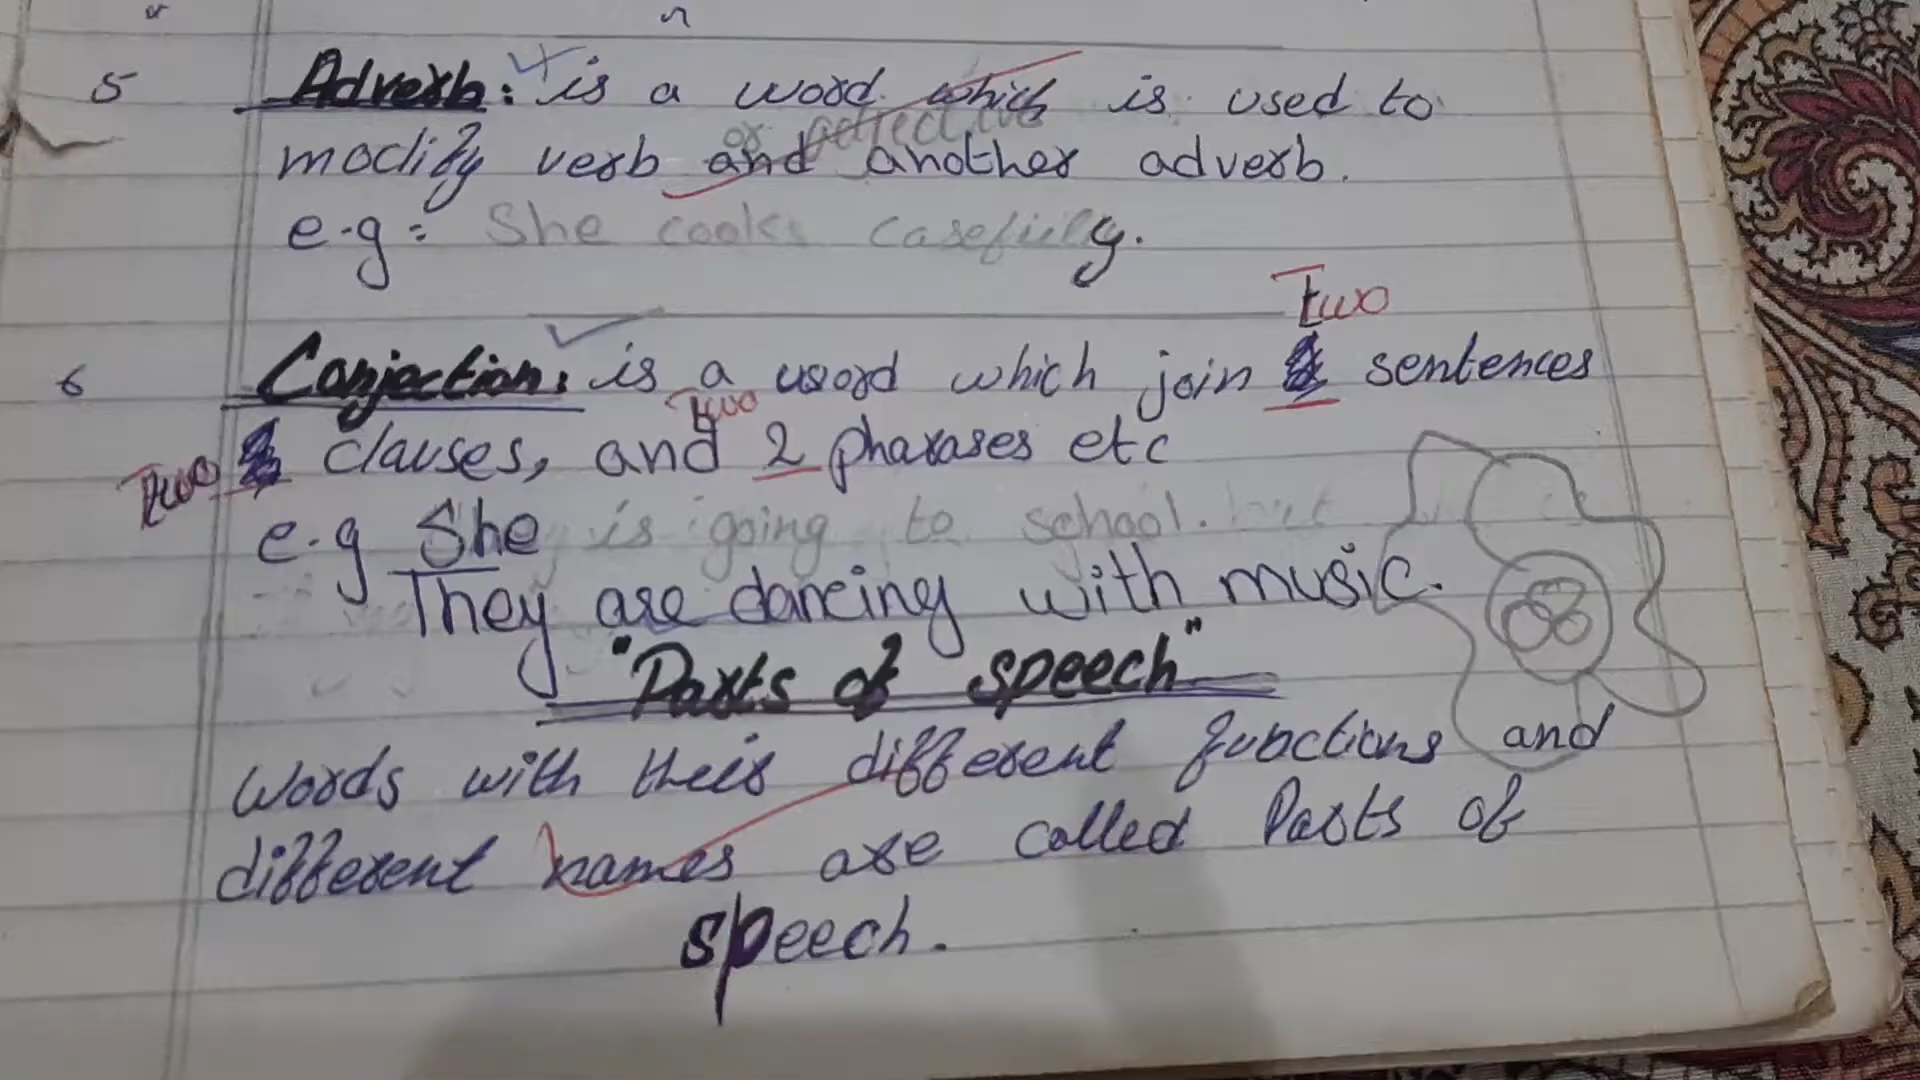 5 Adverb: is a word which is used to
or adjective
modify verb and another adverb.
e.g: She cooks carefully.
Two
6 Conjection: is a word which join sentences
Two
Two clauses, and 2 pharases etc
e.g She is going to school. but
They are dancing with music.
"Parts of speech"
Words with their different functions and
different names are called Parts of
speech.